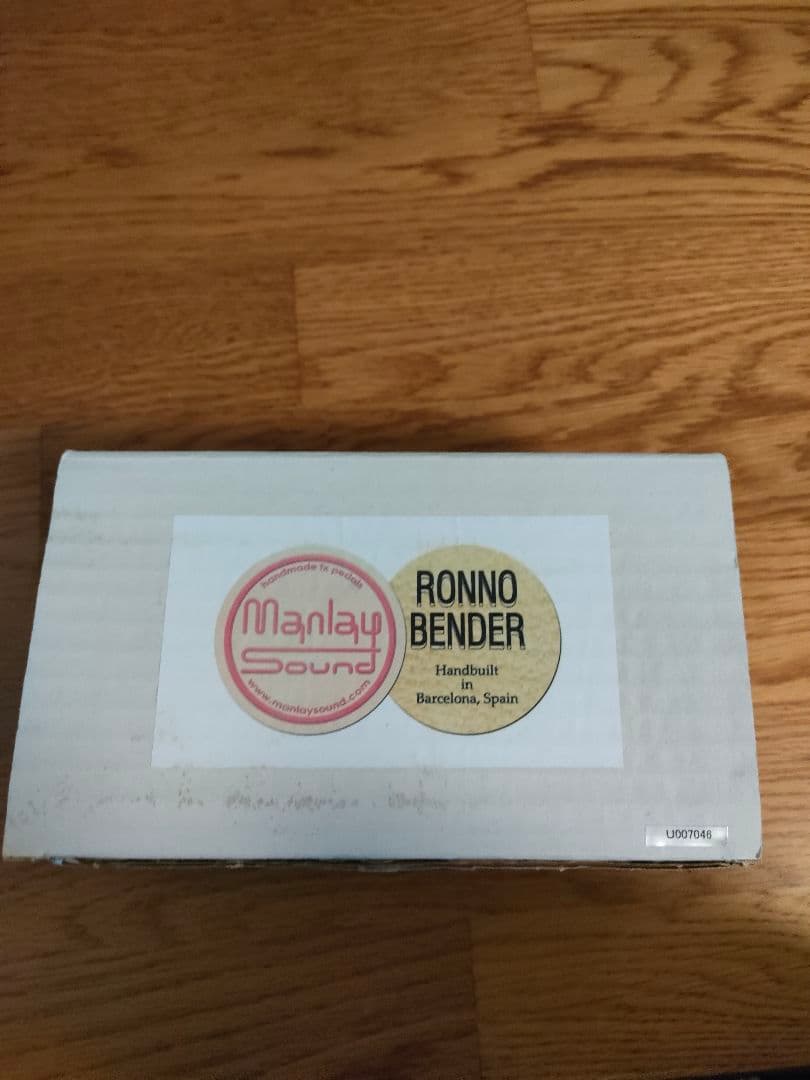 handmade fx pedals
Manlay
Sound
www.manlaysound.com
RONNO
BENDER
Handbuilt
in
Barcelona, Spain
U007046